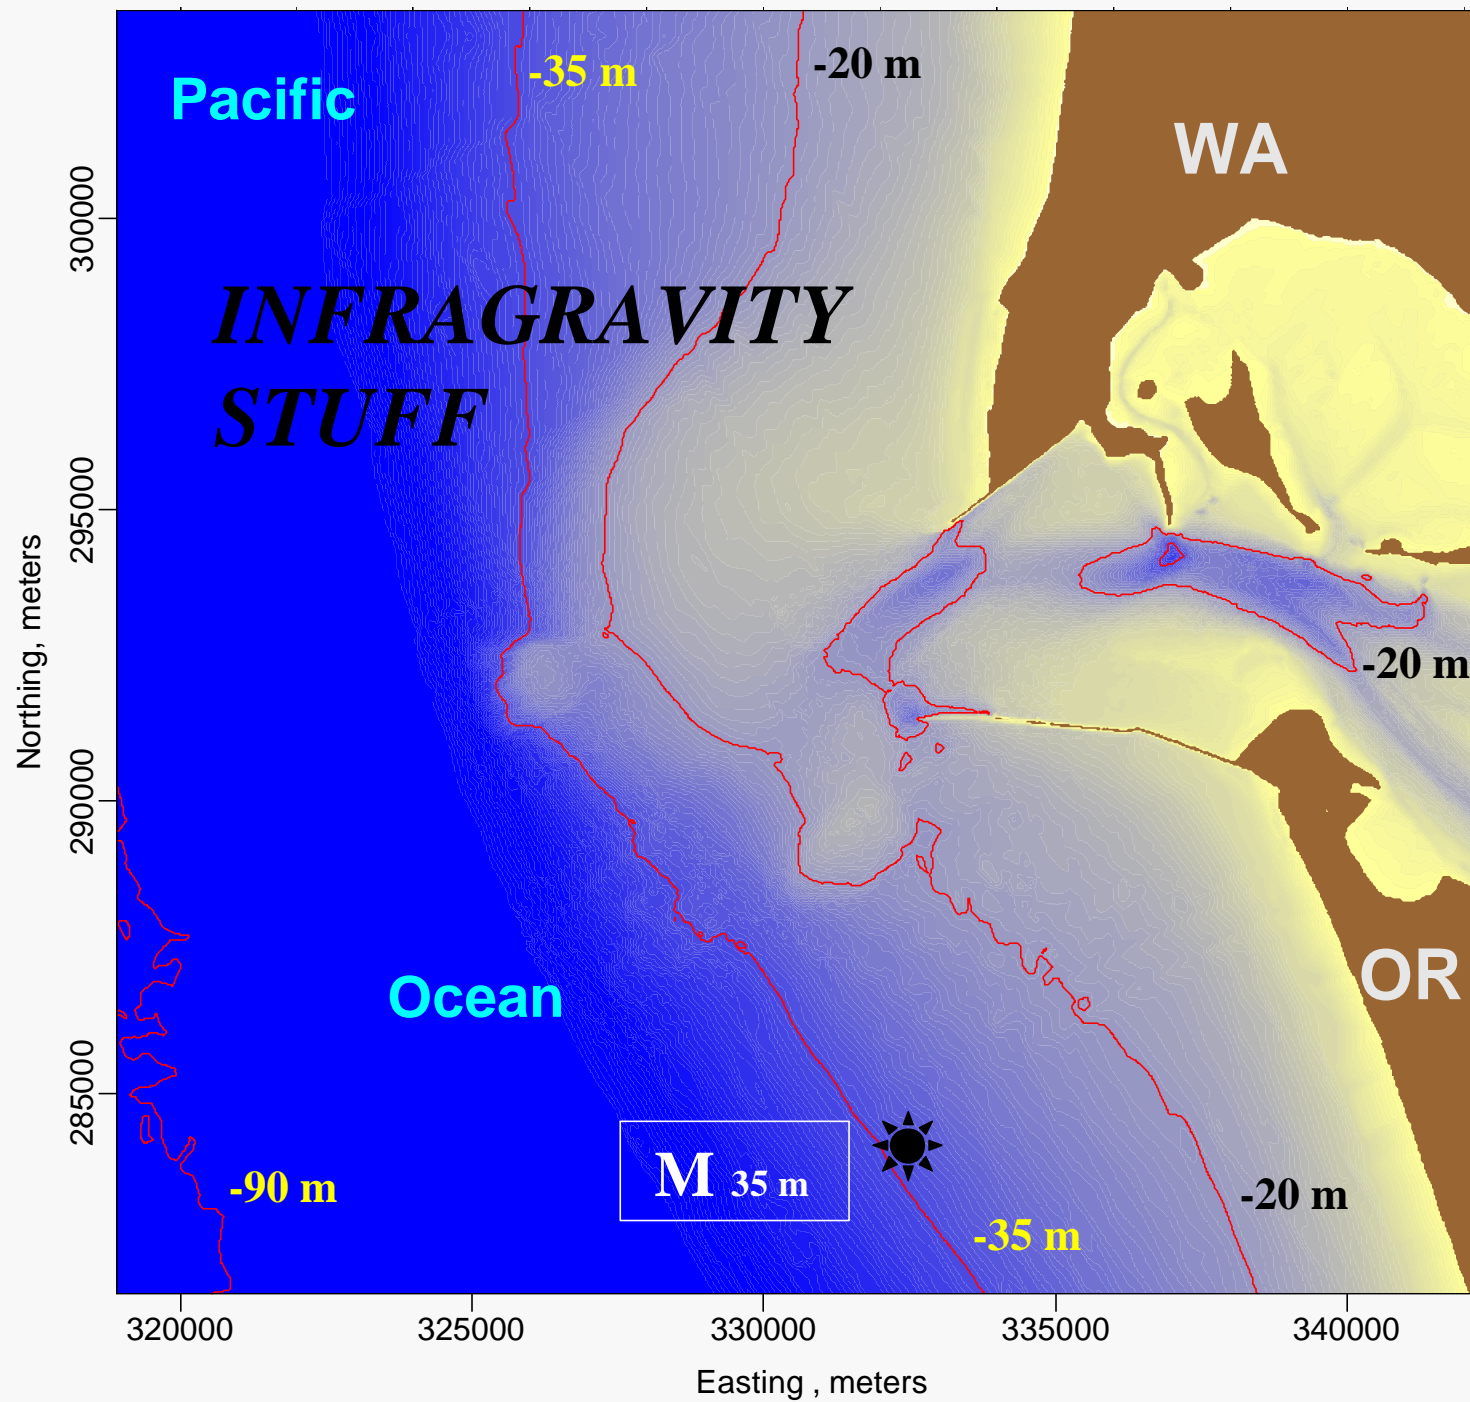 -35 m
-20 m
Pacific
WA
INFRAGRAVITY
STUFF
-20 m
Ocean
OR
M 35 m
-90 m
-20 m
-35 m
300000
295000
290000
285000
Northing, meters
320000
325000
330000
335000
340000
Easting , meters